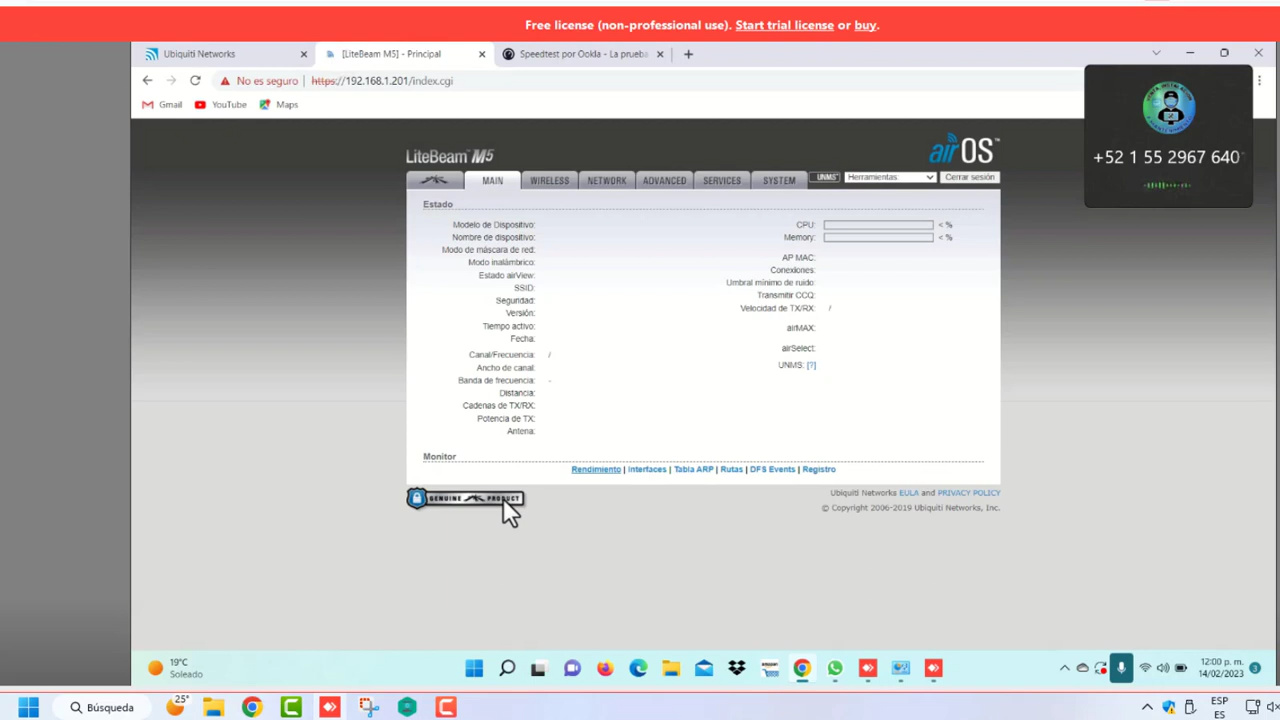 Free license (non-professional use). Start trial license or buy.
Ubiquiti Networks
[LiteBeam M5] - Principal
Speedtest por Ookla - La prueba
No es seguro
https://192.168.1.201/index.cgi
Gmail
YouTube
Maps
+52 1 55 2967 640
LiteBeam M5
airOS™
MAIN
WIRELESS
NETWORK
ADVANCED
SERVICES
SYSTEM
UNMS
Herramientas:
Cerrar sesión
Estado
Modelo de Dispositivo:
Nombre de dispositivo:
Modo de máscara de red:
Modo inalámbrico:
Estado airView:
SSID:
Seguridad:
Versión:
Tiempo activo:
Fecha:
Canal/Frecuencia: /
Ancho de canal:
Banda de frecuencia: -
Distancia:
Cadenas de TX/RX:
Potencia de TX:
Antena:
CPU: < %
Memory: < %
AP MAC:
Conexiones:
Umbral mínimo de ruido:
Transmitir CCQ:
Velocidad de TX/RX: /
airMAX:
airSelect:
UNMS: [?]
Monitor
Rendimiento | Interfaces | Tabla ARP | Rutas | DFS Events | Registro
GENUINE PRODUCT
Ubiquiti Networks EULA and PRIVACY POLICY
© Copyright 2006-2019 Ubiquiti Networks, Inc.
19°C
Soleado
12:00 p. m.
14/02/2023
3
25°
Búsqueda
ESP
ES